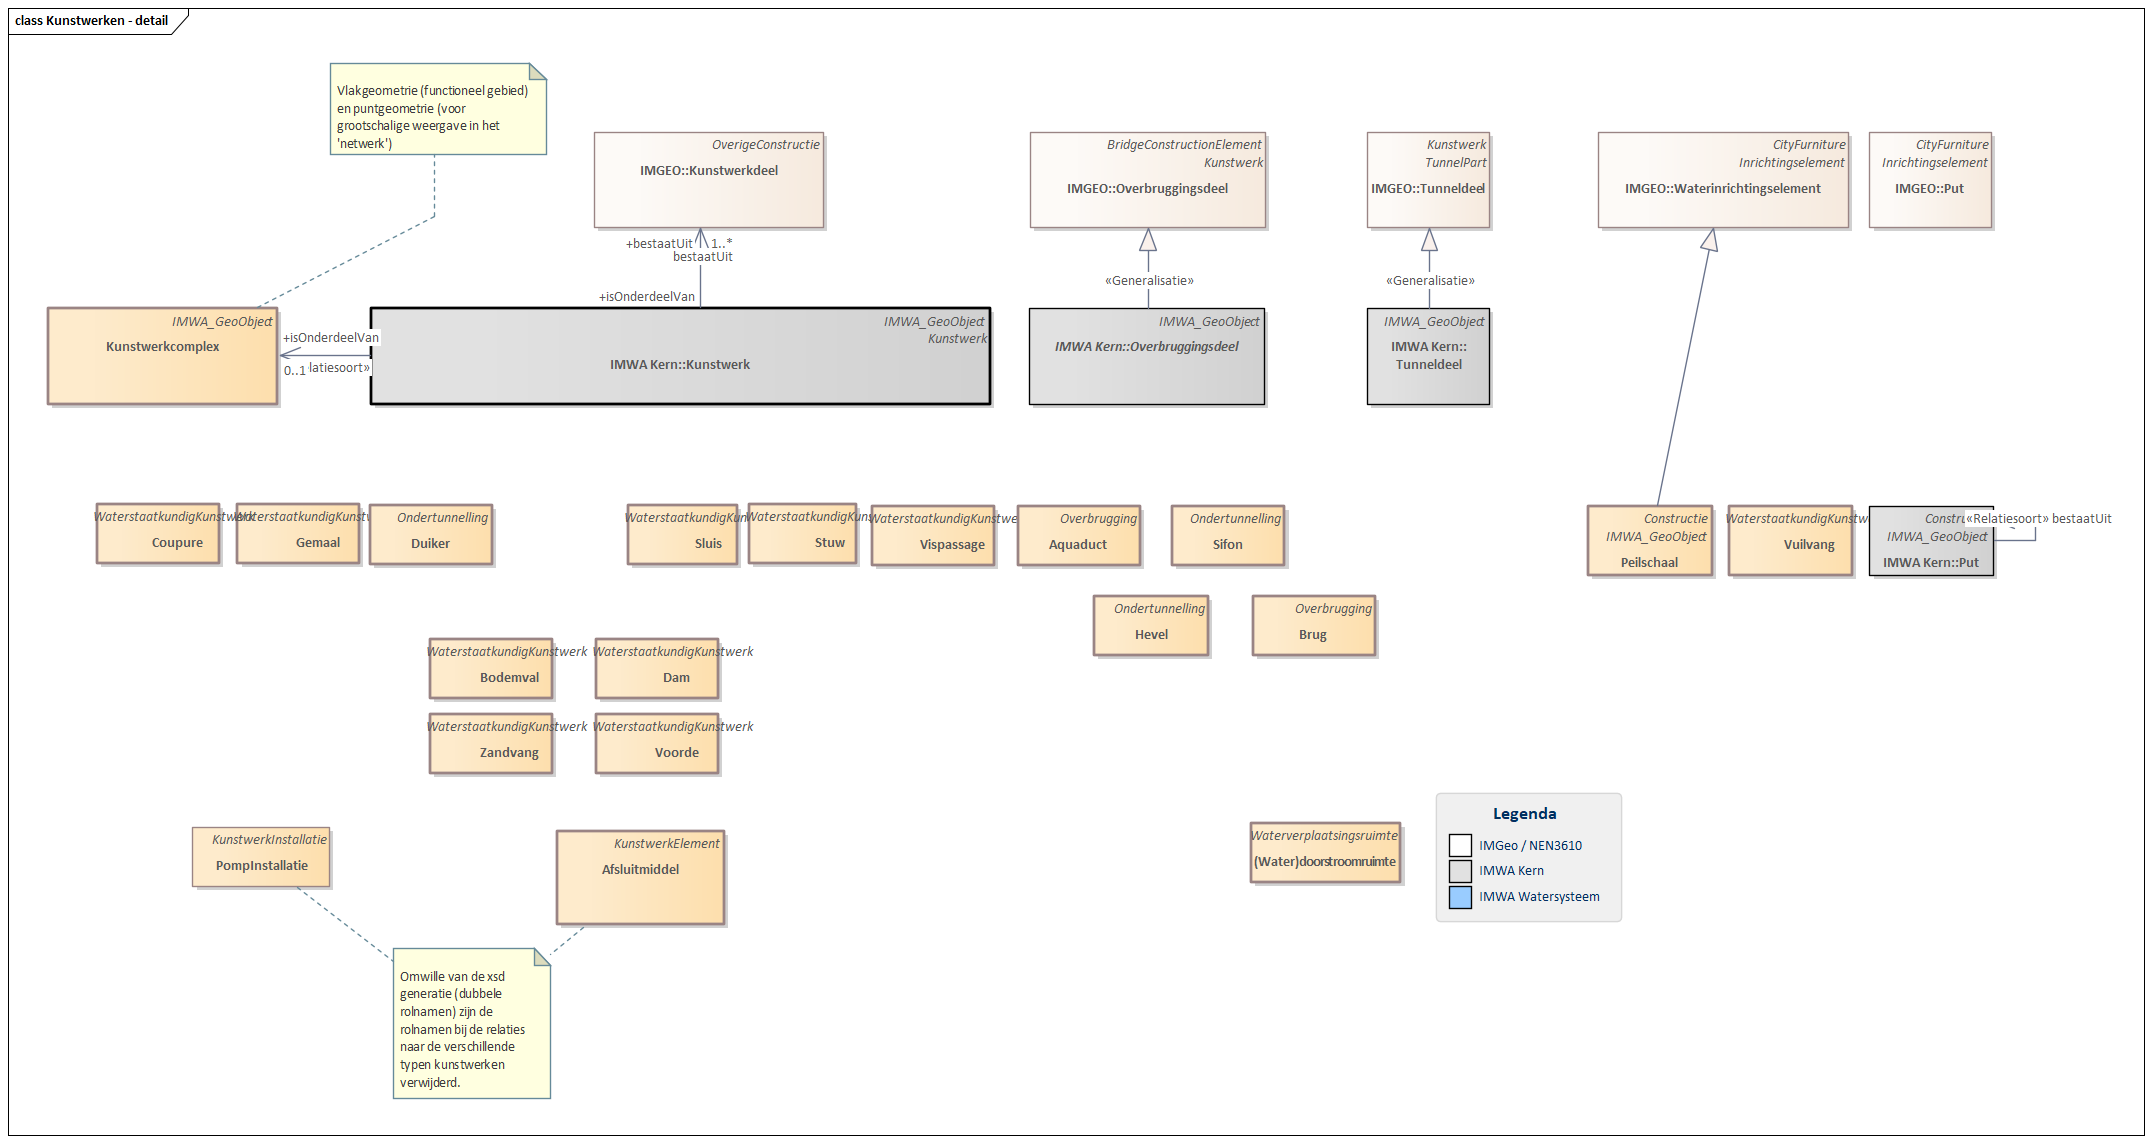 class Kunstwerken - detail
Vlakgeometrie (functioneel gebied)
en puntgeometrie (voor
grootschalige weergave in het
'netwerk')
OverigeConstructie
IMGEO::Kunstwerkdeel
BridgeConstructionElement
Kunstwerk
IMGEO::Overbruggingsdeel
Kunstwerk
TunnelPart
IMGEO::Tunneldeel
CityFurniture
Inrichtingselement
IMGEO::Waterinrichtingselement
CityFurniture
Inrichtingselement
IMGEO::Put
+bestaatUit
1..*
bestaatUit
+isOnderdeelVan
«Generalisatie»
«Generalisatie»
IMWA_GeoObject
Kunstwerkcomplex
+isOnderdeelVan
0..1
latiesoort»
IMWA_GeoObject
Kunstwerk
IMWA Kern::Kunstwerk
IMWA_GeoObject
IMWA Kern::Overbruggingsdeel
IMWA_GeoObject
IMWA Kern::
Tunneldeel
WaterstaatkundigKunstwerk
Coupure
Gemaal
Ondertunnelling
Duiker
WaterstaatkundigKun
Sluis
WaterstaatkundigKuns
Stuw
WaterstaatkundigKunstwe
Vispassage
Overbrugging
Aquaduct
Ondertunnelling
Sifon
Constructie
IMWA_GeoObject
Peilschaal
WaterstaatkundigKunstw
Vuilvang
Constru
«Relatiesoort» bestaatUit
IMWA_GeoObject
IMWA Kern::Put
Ondertunnelling
Hevel
Overbrugging
Brug
WaterstaatkundigKunstwerk
Bodemval
WaterstaatkundigKunstwerk
Dam
WaterstaatkundigKunstwerk
Zandvang
WaterstaatkundigKunstwerk
Voorde
KunstwerkInstallatie
PompInstallatie
KunstwerkElement
Afsluitmiddel
Waterverplaatsingsruimte
(Water)doorstroomruimte
Legenda
IMGeo / NEN3610
IMWA Kern
IMWA Watersysteem
Omwille van de xsd
generatie (dubbele
rolnamen) zijn de
rolnamen bij de relaties
naar de verschillende
typen kunstwerken
verwijderd.